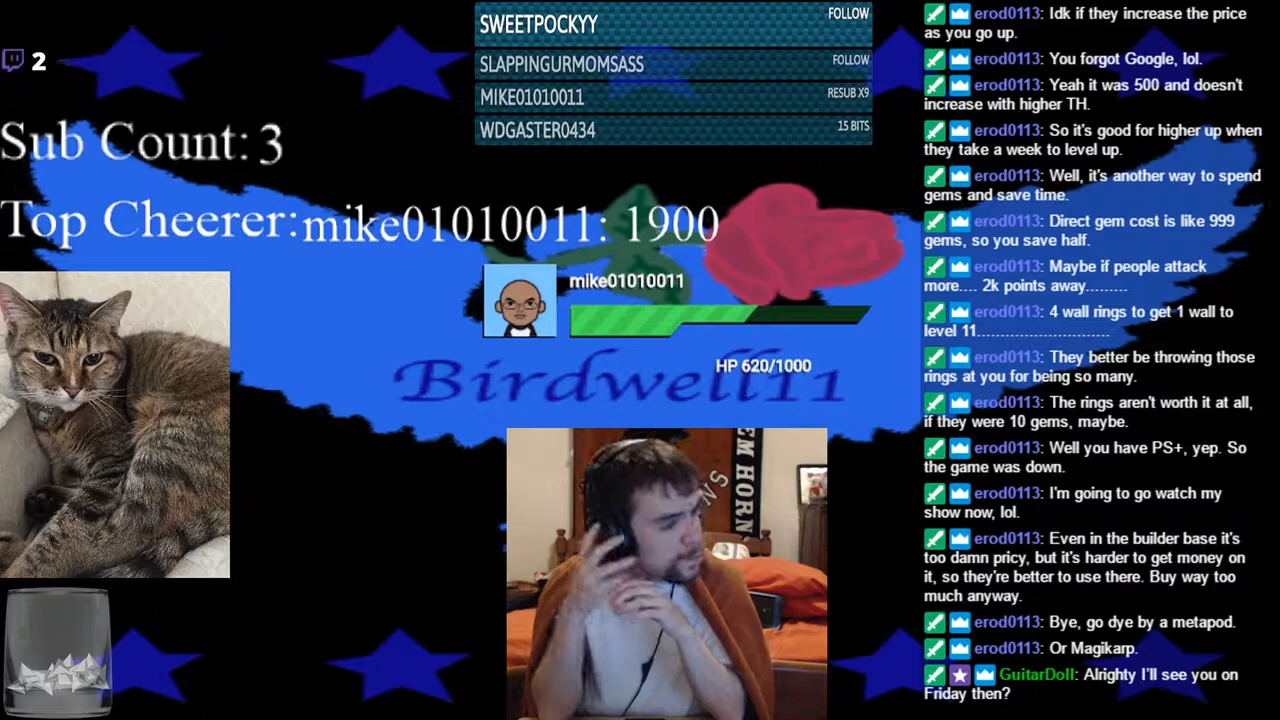 2
Sub Count: 3
Top Cheerer: mike01010011: 1900
SWEETPOCKYY FOLLOW
SLAPPINGURMOMSASS FOLLOW
MIKE01010011 RESUB X9
WDGASTER0434 15 BITS
mike01010011
HP 620/1000
Birdwell11
EM HORN
NS
erod0113: Idk if they increase the price
as you go up.
erod0113: You forgot Google, lol.
erod0113: Yeah it was 500 and doesn't
increase with higher TH.
erod0113: So it's good for higher up when
they take a week to level up.
erod0113: Well, it's another way to spend
gems and save time.
erod0113: Direct gem cost is like 999
gems, so you save half.
erod0113: Maybe if people attack
more.... 2k points away.........
erod0113: 4 wall rings to get 1 wall to
level 11.............................
erod0113: They better be throwing those
rings at you for being so many.
erod0113: The rings aren't worth it at all,
if they were 10 gems, maybe.
erod0113: Well you have PS+, yep. So
the game was down.
erod0113: I'm going to go watch my
show now, lol.
erod0113: Even in the builder base it's
too damn pricy, but it's harder to get money on
it, so they're better to use there. Buy way too
much anyway.
erod0113: Bye, go dye by a metapod.
erod0113: Or Magikarp.
GuitarDoll: Alrighty I'll see you on
Friday then?